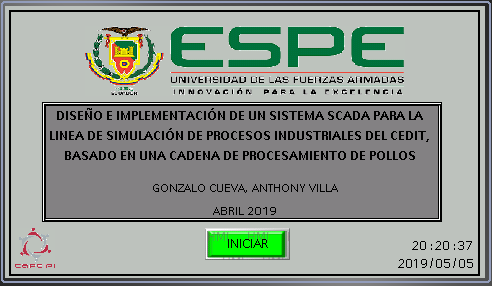 ESPE
UNIVERSIDAD DE LAS FUERZAS ARMADAS
INNOVACIÓN PARA LA EXCELENCIA
ECUADOR
DISEÑO E IMPLEMENTACIÓN DE UN SISTEMA SCADA PARA LA
LINEA DE SIMULACIÓN DE PROCESOS INDUSTRIALES DEL CEDIT,
BASADO EN UNA CADENA DE PROCESAMIENTO DE POLLOS
GONZALO CUEVA, ANTHONY VILLA
ABRIL 2019
INICIAR
20:20:37
2019/05/05